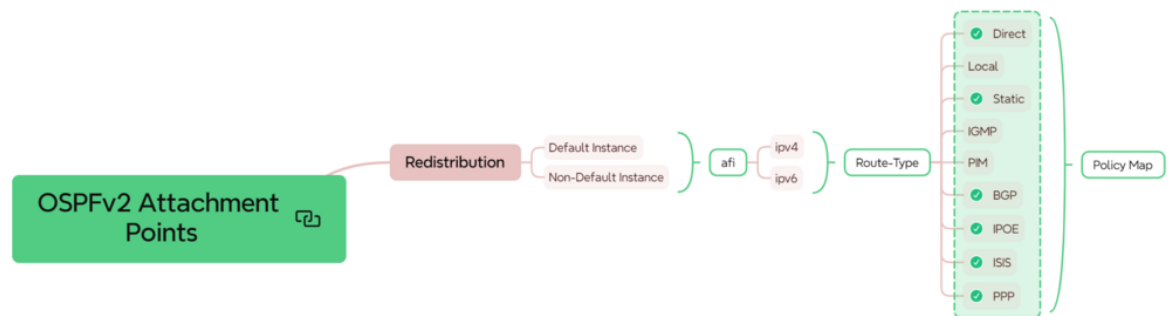 OSPFv2 Attachment
Points
Redistribution
Default Instance
Non-Default Instance
afi
ipv4
ipv6
Route-Type
Direct
Local
Static
IGMP
PIM
BGP
IPOE
ISIS
PPP
Policy Map